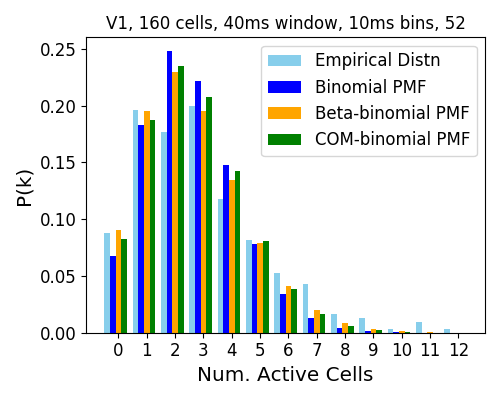 V1, 160 cells, 40ms window, 10ms bins, 52
Empirical Distn
Binomial PMF
Beta-binomial PMF
COM-binomial PMF
P(k)
0.25
0.20
0.15
0.10
0.05
0.00
0 1 2 3 4 5 6 7 8 9 10 11 12
Num. Active Cells